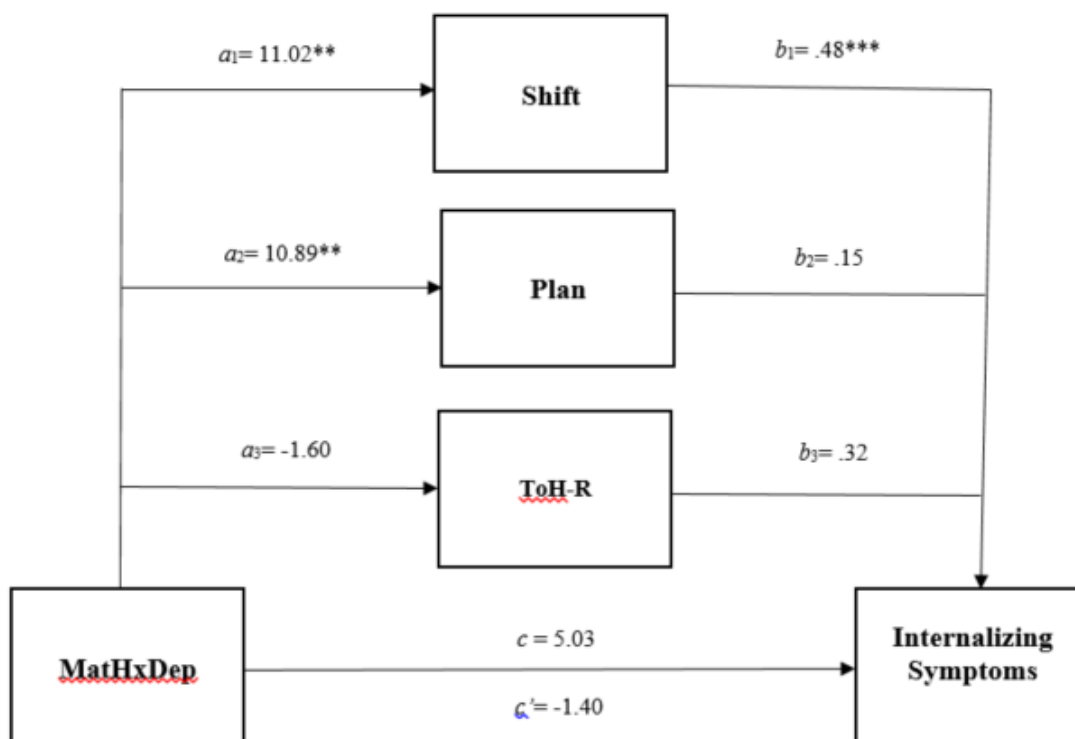 a1= 11.02**
b1= .48***
Shift
a2= 10.89**
b2= .15
Plan
a3= -1.60
b3= .32
ToH-R
MatHxDep
c = 5.03
c'= -1.40
Internalizing
Symptoms